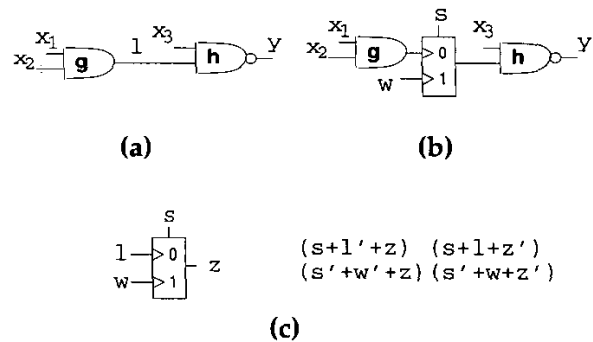 x₁ x₂ g l x₃ h y
(a)
x₁ x₂ g s 0 1 w x₃ h y
(b)
s l 0 w 1 z
(s+l'+z) (s+l+z')
(s'+w'+z) (s'+w+z')
(c)